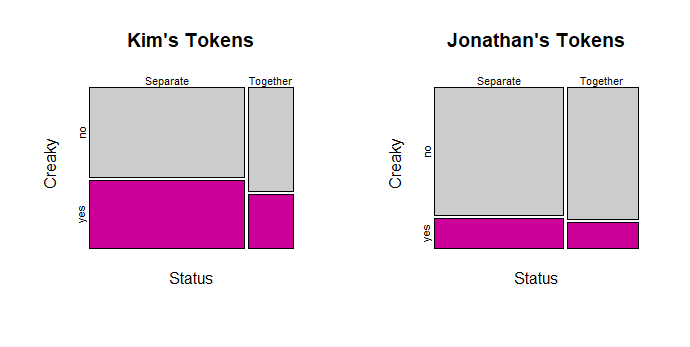 Kim's Tokens
Separate Together
no
yes
Creaky
Status
Jonathan's Tokens
Separate Together
no
yes
Creaky
Status